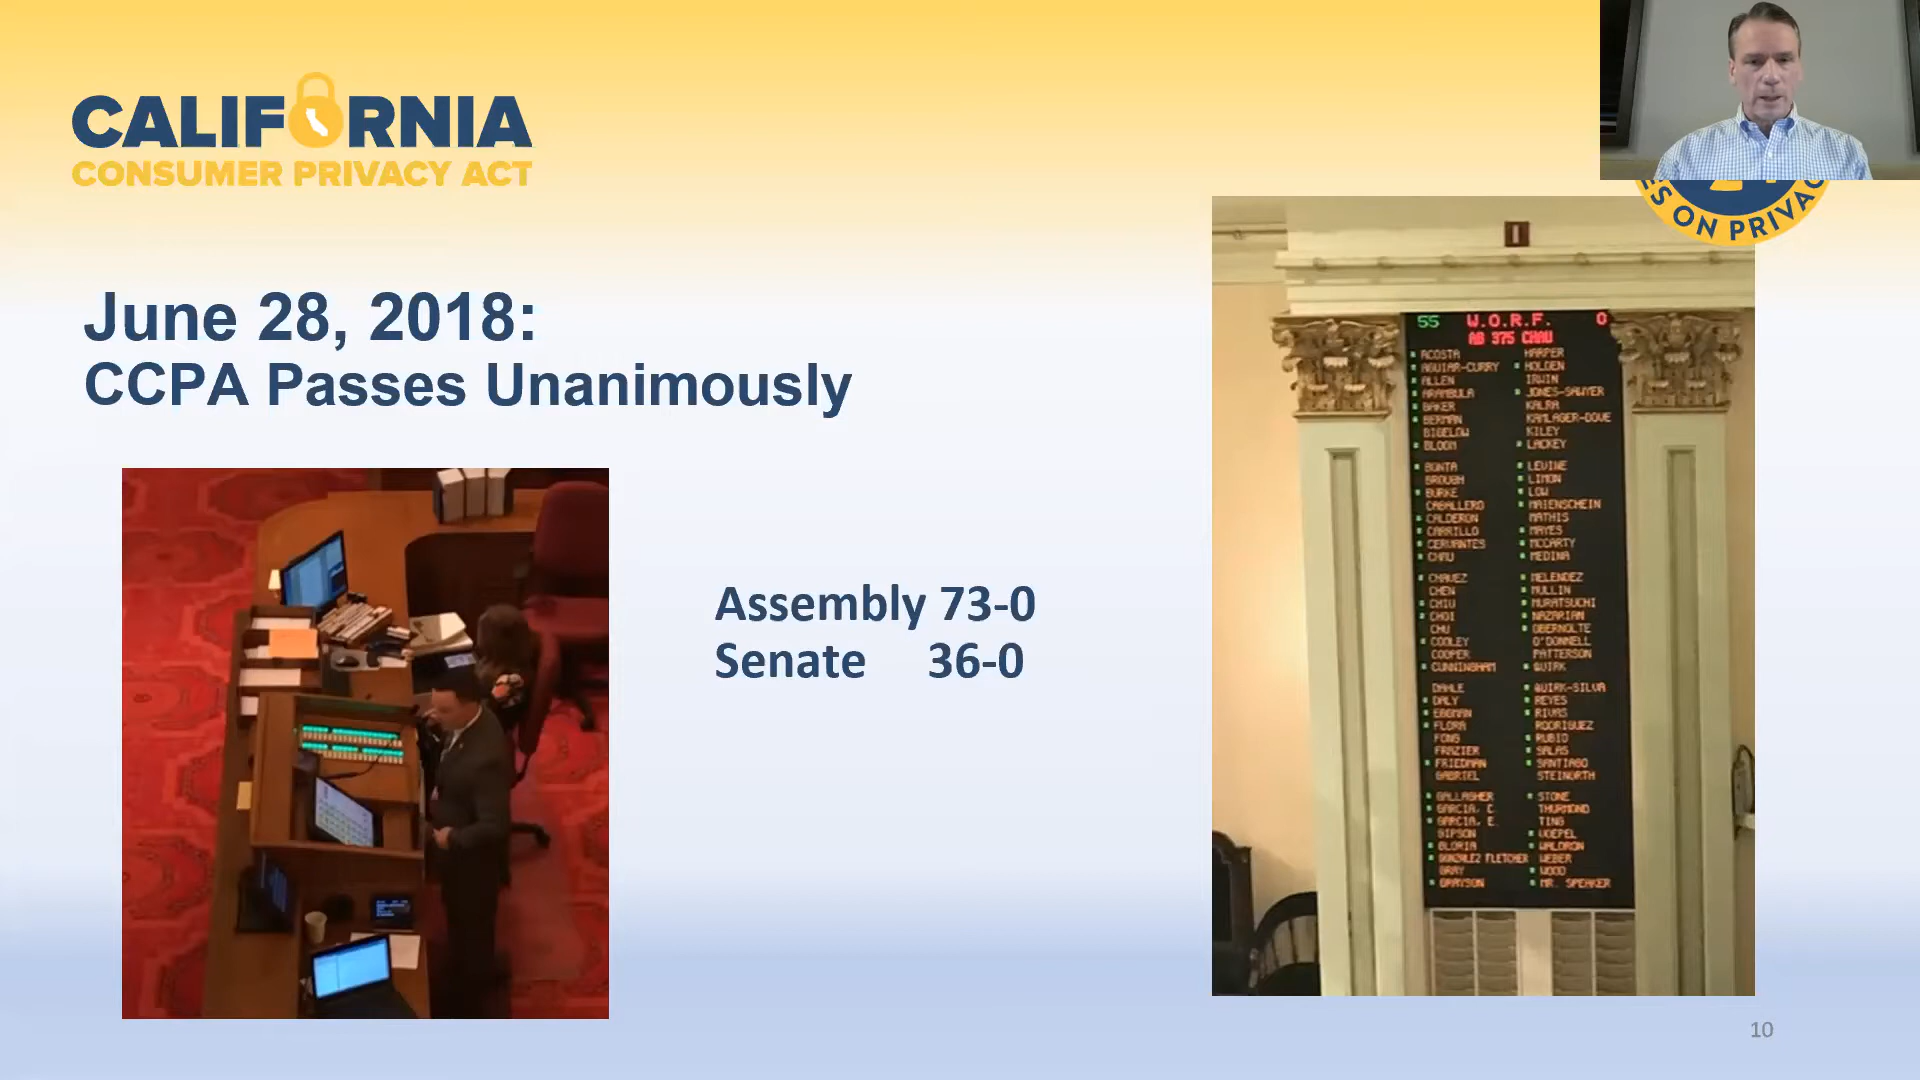 CALIFORNIA
CONSUMER PRIVACY ACT
ES ON PRIVAC
June 28, 2018:
CCPA Passes Unanimously
Assembly 73-0
Senate 36-0
55 W.O.R.F. 0
AB 375 CHAU
ACOSTA HARPER
AGUIAR-CURRY HOLDEN
ALLEN IRWIN
ARAMBULA JONES-SAWYER
BAKER KALRA
BERMAN KAMLAGER-DOVE
BIGELOW KILEY
BLOOM LACKEY
BONTA LEVINE
BROUGH LIMON
BURKE LOW
CABALLERO MAIENSCHEIN
CALDERON MATHIS
CARRILLO MAYES
CERVANTES MCCARTY
CHAU MEDINA
CHAVEZ MELENDEZ
CHEN MULLIN
CHIU MURATSUCHI
CHOI NAZARIAN
CHU OBERNOLTE
COOLEY O'DONNELL
COOPER PATTERSON
CUNNINGHAM QUIRK
DAHLE QUIRK-SILVA
DALY REYES
EGGMAN RIVAS
FLORA RODRIGUEZ
FONG RUBIO
FRAZIER SALAS
FRIEDMAN SANTIAGO
GABRIEL STEINORTH
GALLAGHER STONE
GARCIA, C. THURMOND
GARCIA, E. TING
GIPSON VOEPEL
GLORIA WALDRON
GONZALEZ FLETCHER WEBER
GRAY WOOD
GRAYSON MR. SPEAKER
10